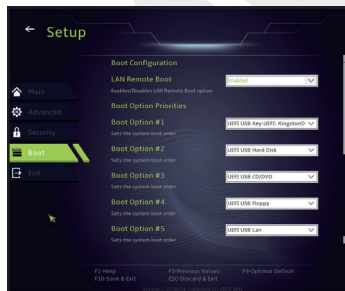 ← Setup
Boot Configuration
LAN Remote Boot
Enabled
Enables/Disables LAN Remote Boot option
Main
Boot Option Priorities
Advanced
Boot Option #1
UEFI USB Key:UEFI: KingstonD
Sets the system boot order
Security
Boot
Boot Option #2
UEFI USB Hard Disk
Sets the system boot order
Exit
Boot Option #3
UEFI USB CD/DVD
Sets the system boot order
Boot Option #4
UEFI USB Floppy
Sets the system boot order
Boot Option #5
UEFI USB Lan
Sets the system boot order
F1-Help
F3-Previous Values
F9-Optimal Default
F10-Save & Exit
ESC-Discard & Exit